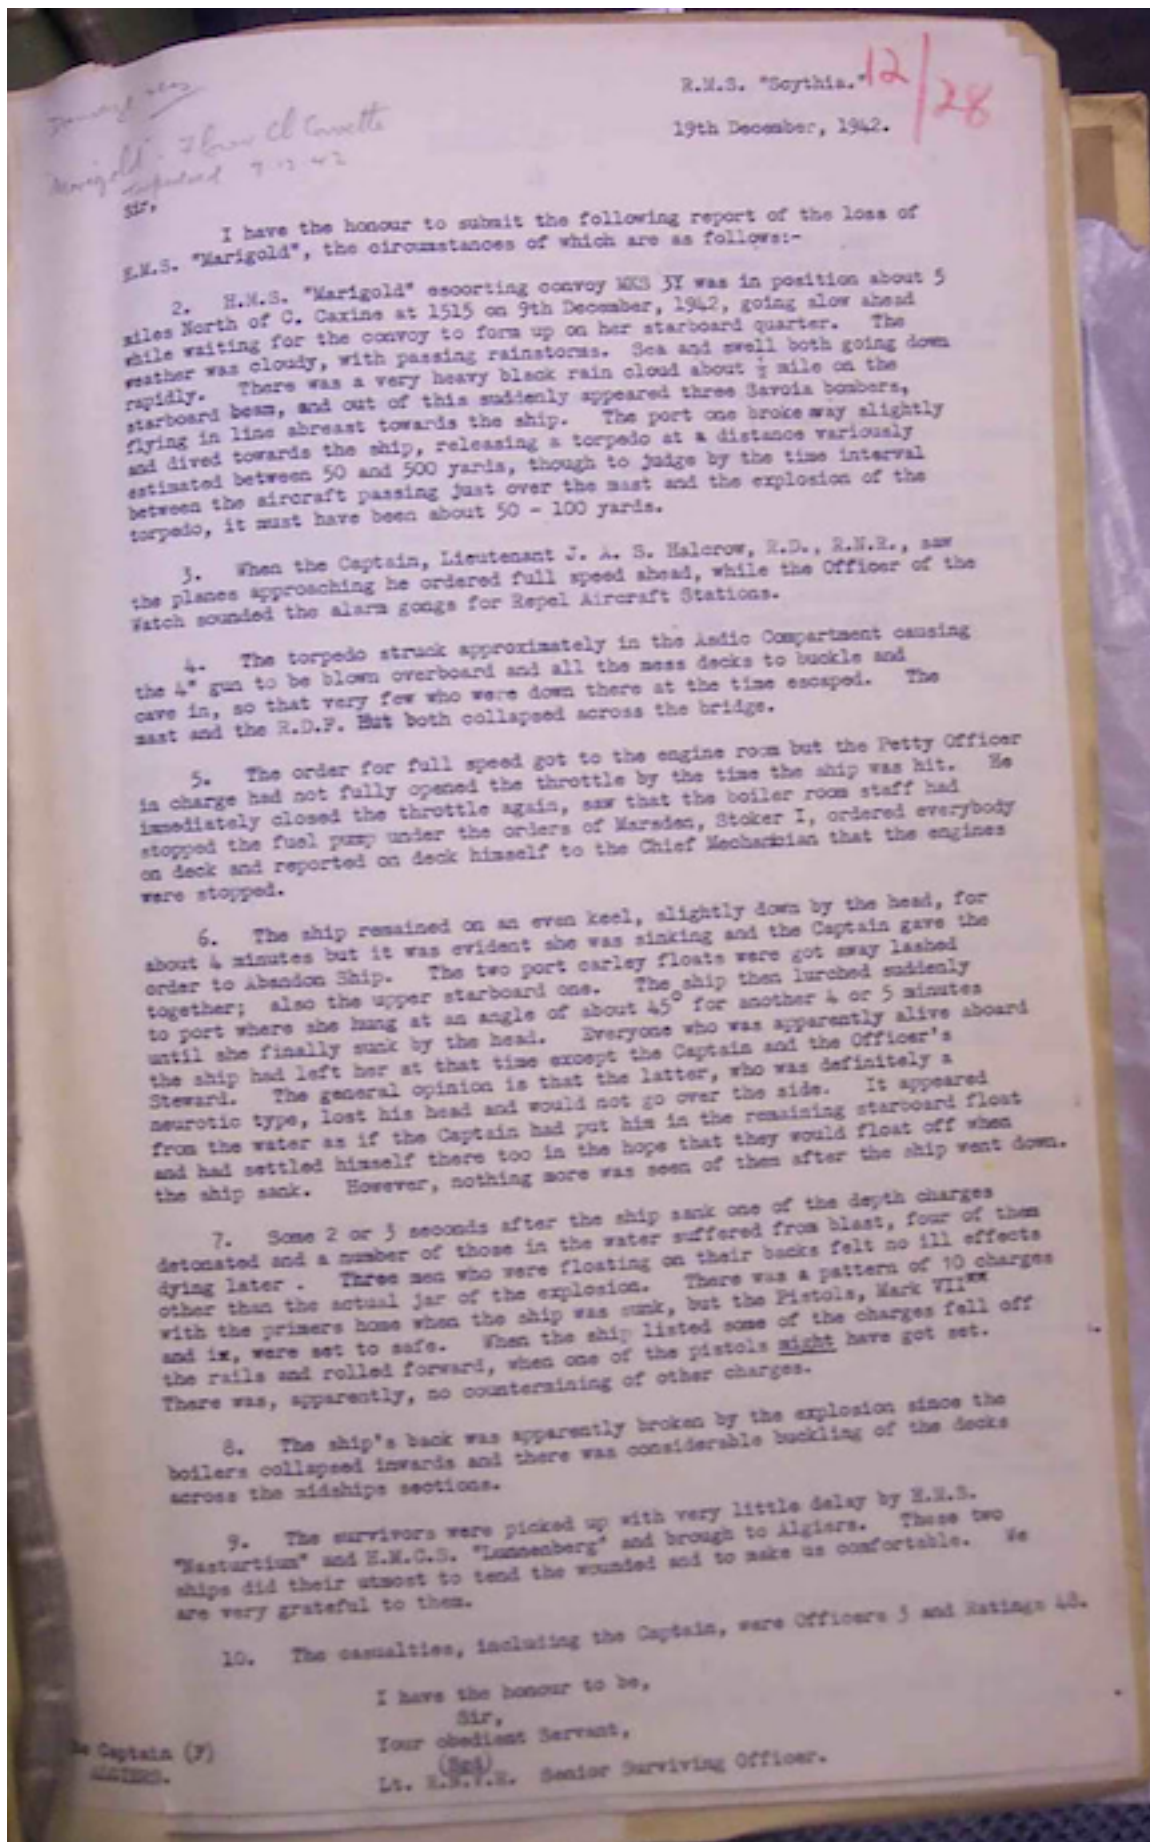 R.M.S. "Scythia."
12/28
19th December, 1942.
Damage
Marigold - Flower Cl Corvette
torpedoed 9-12-42
Sir,
I have the honour to submit the following report of the loss of
H.M.S. "Marigold", the circumstances of which are as follows:-
2. H.M.S. "Marigold" escorting convoy MKS 3Y was in position about 5
miles North of C. Caxine at 1515 on 9th December, 1942, going slow ahead
while waiting for the convoy to form up on her starboard quarter. The
weather was cloudy, with passing rainstorms. Sea and swell both going down
rapidly. There was a very heavy black rain cloud about ½ mile on the
starboard beam, and out of this suddenly appeared three Savoia bombers,
flying in line abreast towards the ship. The port one broke away slightly
and dived towards the ship, releasing a torpedo at a distance variously
estimated between 50 and 500 yards, though to judge by the time interval
between the aircraft passing just over the mast and the explosion of the
torpedo, it must have been about 50 - 100 yards.
3. When the Captain, Lieutenant J. A. S. Halcrow, R.D., R.N.R., saw
the planes approaching he ordered full speed ahead, while the Officer of the
Watch sounded the alarm gongs for Repel Aircraft Stations.
4. The torpedo struck approximately in the Asdic Compartment causing
the 4" gun to be blown overboard and all the mess decks to buckle and
cave in, so that very few who were down there at the time escaped. The
mast and the R.D.F. Hut both collapsed across the bridge.
5. The order for full speed got to the engine room but the Petty Officer
in charge had not fully opened the throttle by the time the ship was hit. He
immediately closed the throttle again, saw that the boiler room staff had
stopped the fuel pump under the orders of Marsden, Stoker I, ordered everybody
on deck and reported on deck himself to the Chief Mechanician that the engines
were stopped.
6. The ship remained on an even keel, slightly down by the head, for
about 4 minutes but it was evident she was sinking and the Captain gave the
order to Abandon Ship. The two port carley floats were got away lashed
together; also the upper starboard one. The ship then lurched suddenly
to port where she hung at an angle of about 45° for another 4 or 5 minutes
until she finally sunk by the head. Everyone who was apparently alive aboard
the ship had left her at that time except the Captain and the Officer's
Steward. The general opinion is that the latter, who was definitely a
neurotic type, lost his head and would not go over the side. It appeared
from the water as if the Captain had put him in the remaining starboard float
and had settled himself there too in the hope that they would float off when
the ship sank. However, nothing more was seen of them after the ship went down.
7. Some 2 or 3 seconds after the ship sank one of the depth charges
detonated and a number of those in the water suffered from blast, four of them
dying later . Three men who were floating on their backs felt no ill effects
other than the actual jar of the explosion. There was a pattern of 10 charges
with the primers home when the ship was sunk, but the Pistols, Mark VII**
and ix, were set to safe. When the ship listed some of the charges fell off
the rails and rolled forward, when one of the pistols might have got set.
There was, apparently, no countermining of other charges.
8. The ship's back was apparently broken by the explosion since the
boilers collapsed inwards and there was considerable buckling of the decks
across the midships sections.
9. The survivors were picked up with very little delay by H.M.S.
"Nasturtium" and H.M.C.S. "Lunnenberg" and brough to Algiers. These two
ships did their utmost to tend the wounded and to make us comfortable. We
are very grateful to them.
10. The casualties, including the Captain, were Officers 3 and Ratings 48.
I have the honour to be,
Sir,
Your obedient Servant,
(Sgd)
Lt. R.N.V.R. Senior Surviving Officer.
Captain (F)
ALGIERS.